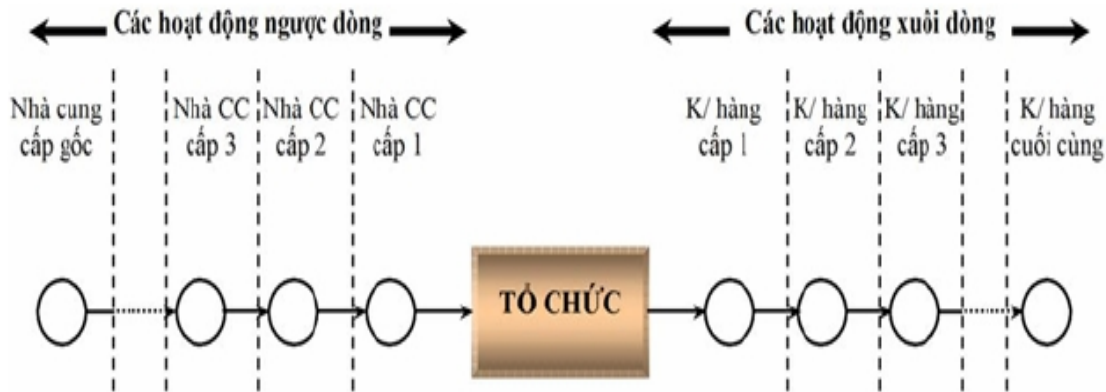 Các hoạt động ngược dòng
Các hoạt động xuôi dòng
Nhà cung
cấp gốc
Nhà CC
cấp 3
Nhà CC
cấp 2
Nhà CC
cấp 1
K/ hàng
cấp 1
K/ hàng
cấp 2
K/ hàng
cấp 3
K/ hàng
cuối cùng
TỔ CHỨC